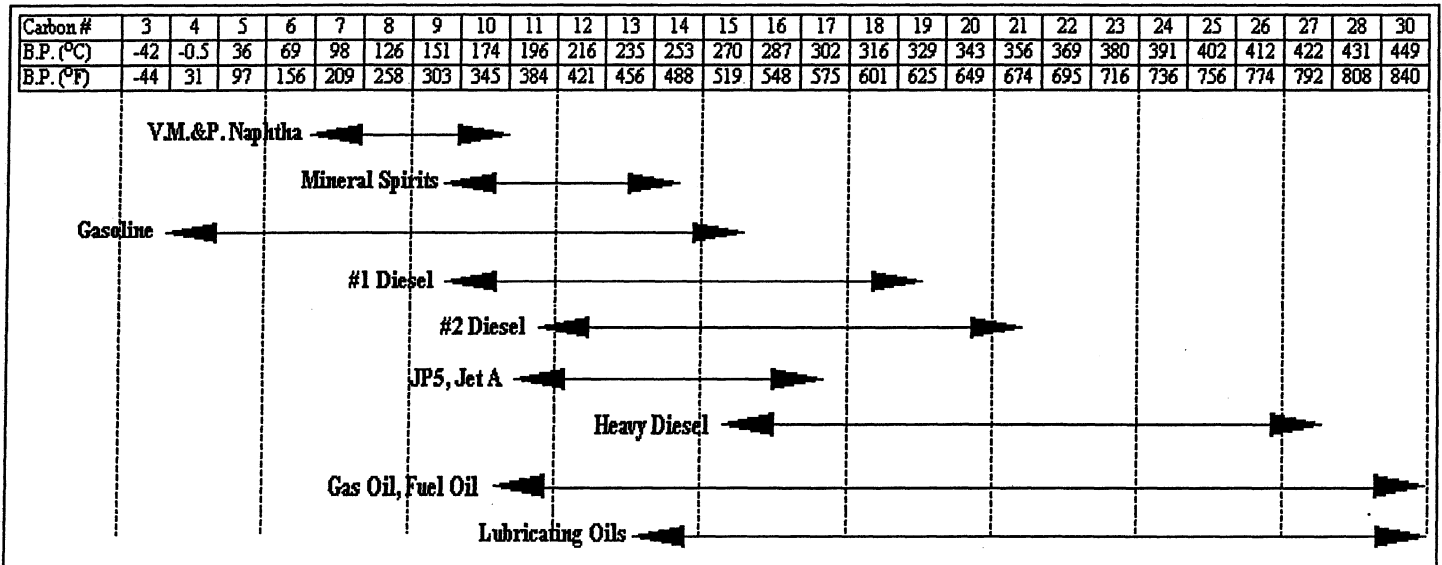 Carbon # 3 4 5 6 7 8 9 10 11 12 13 14 15 16 17 18 19 20 21 22 23 24 25 26 27 28 30
B.P. (°C) -42 -0.5 36 69 98 126 151 174 196 216 235 253 270 287 302 316 329 343 356 369 380 391 402 412 422 431 449
B.P. (°F) -44 31 97 156 209 258 303 345 384 421 456 488 519 548 575 601 625 649 674 695 716 736 756 774 792 808 840
V.M.&P. Naphtha
Mineral Spirits
Gasoline
#1 Diesel
#2 Diesel
JP5, Jet A
Heavy Diesel
Gas Oil, Fuel Oil
Lubricating Oils